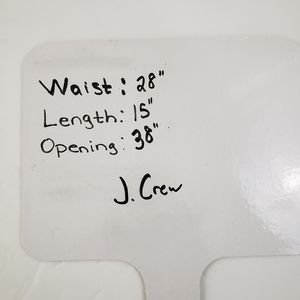 Waist: 28"
Length: 15"
Opening: 38"
J. Crew